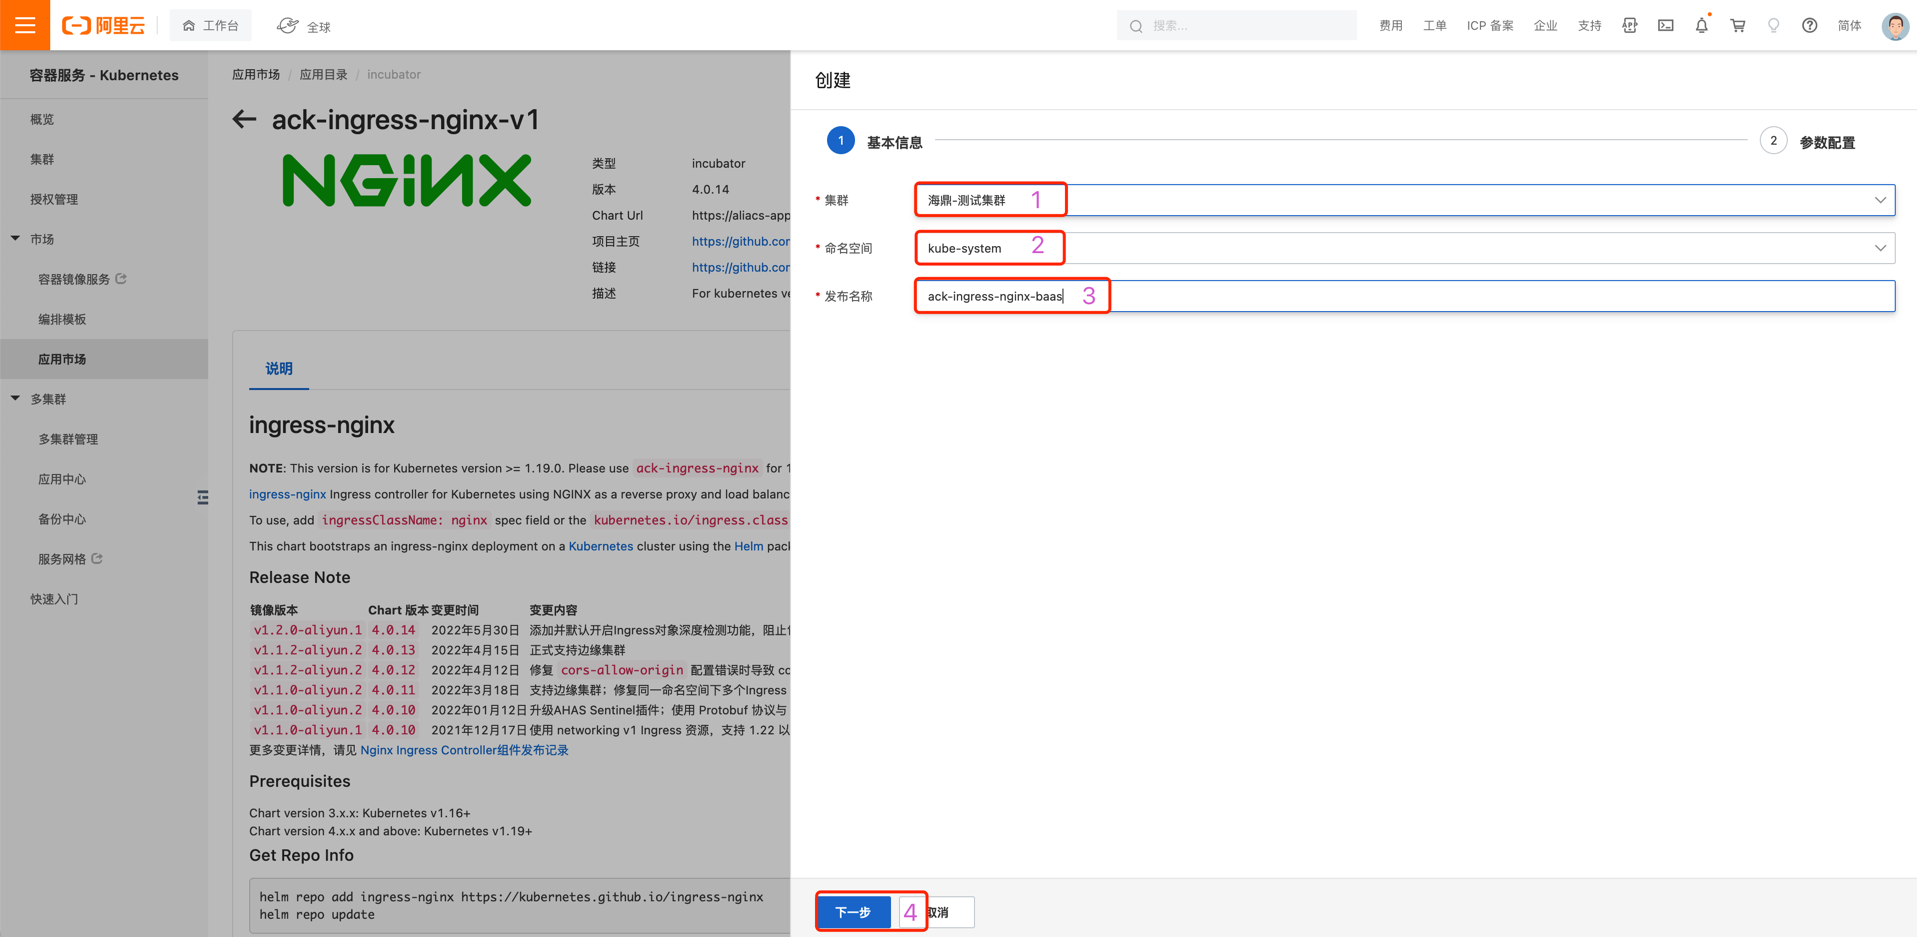 阿里云
工作台
全球
搜索...
费用
工单
ICP 备案
企业
支持
简体
容器服务 - Kubernetes
概览
集群
授权管理
市场
容器镜像服务
编排模板
应用市场
多集群
多集群管理
应用中心
备份中心
服务网格
快速入门
应用市场 / 应用目录 / incubator
ack-ingress-nginx-v1
NGINX
类型 incubator
版本 4.0.14
Chart Url https://aliacs-app
项目主页 https://github.cor
链接 https://github.cor
描述 For kubernetes ve
说明
ingress-nginx
NOTE: This version is for Kubernetes version >= 1.19.0. Please use ack-ingress-nginx for 1
ingress-nginx Ingress controller for Kubernetes using NGINX as a reverse proxy and load balanc
To use, add ingressClassName: nginx spec field or the kubernetes.io/ingress.class
This chart bootstraps an ingress-nginx deployment on a Kubernetes cluster using the Helm pack
Release Note
镜像版本 Chart 版本 变更时间 变更内容
v1.2.0-aliyun.1 4.0.14 2022年5月30日 添加并默认开启Ingress对象深度检测功能，阻止
v1.1.2-aliyun.2 4.0.13 2022年4月15日 正式支持边缘集群
v1.1.2-aliyun.2 4.0.12 2022年4月12日 修复 cors-allow-origin 配置错误时导致 co
v1.1.0-aliyun.2 4.0.11 2022年3月18日 支持边缘集群；修复同一命名空间下多个Ingress
v1.1.0-aliyun.2 4.0.10 2022年01月12日 升级AHAS Sentinel插件；使用 Protobuf 协议与
v1.1.0-aliyun.1 4.0.10 2021年12月17日 使用 networking v1 Ingress 资源，支持 1.22 以
更多变更详情，请见 Nginx Ingress Controller组件发布记录
Prerequisites
Chart version 3.x.x: Kubernetes v1.16+
Chart version 4.x.x and above: Kubernetes v1.19+
Get Repo Info
helm repo add ingress-nginx https://kubernetes.github.io/ingress-nginx
helm repo update
创建
1 基本信息
2 参数配置
* 集群 海鼎-测试集群 1
* 命名空间 kube-system 2
* 发布名称 ack-ingress-nginx-baas 3
下一步 4 取消